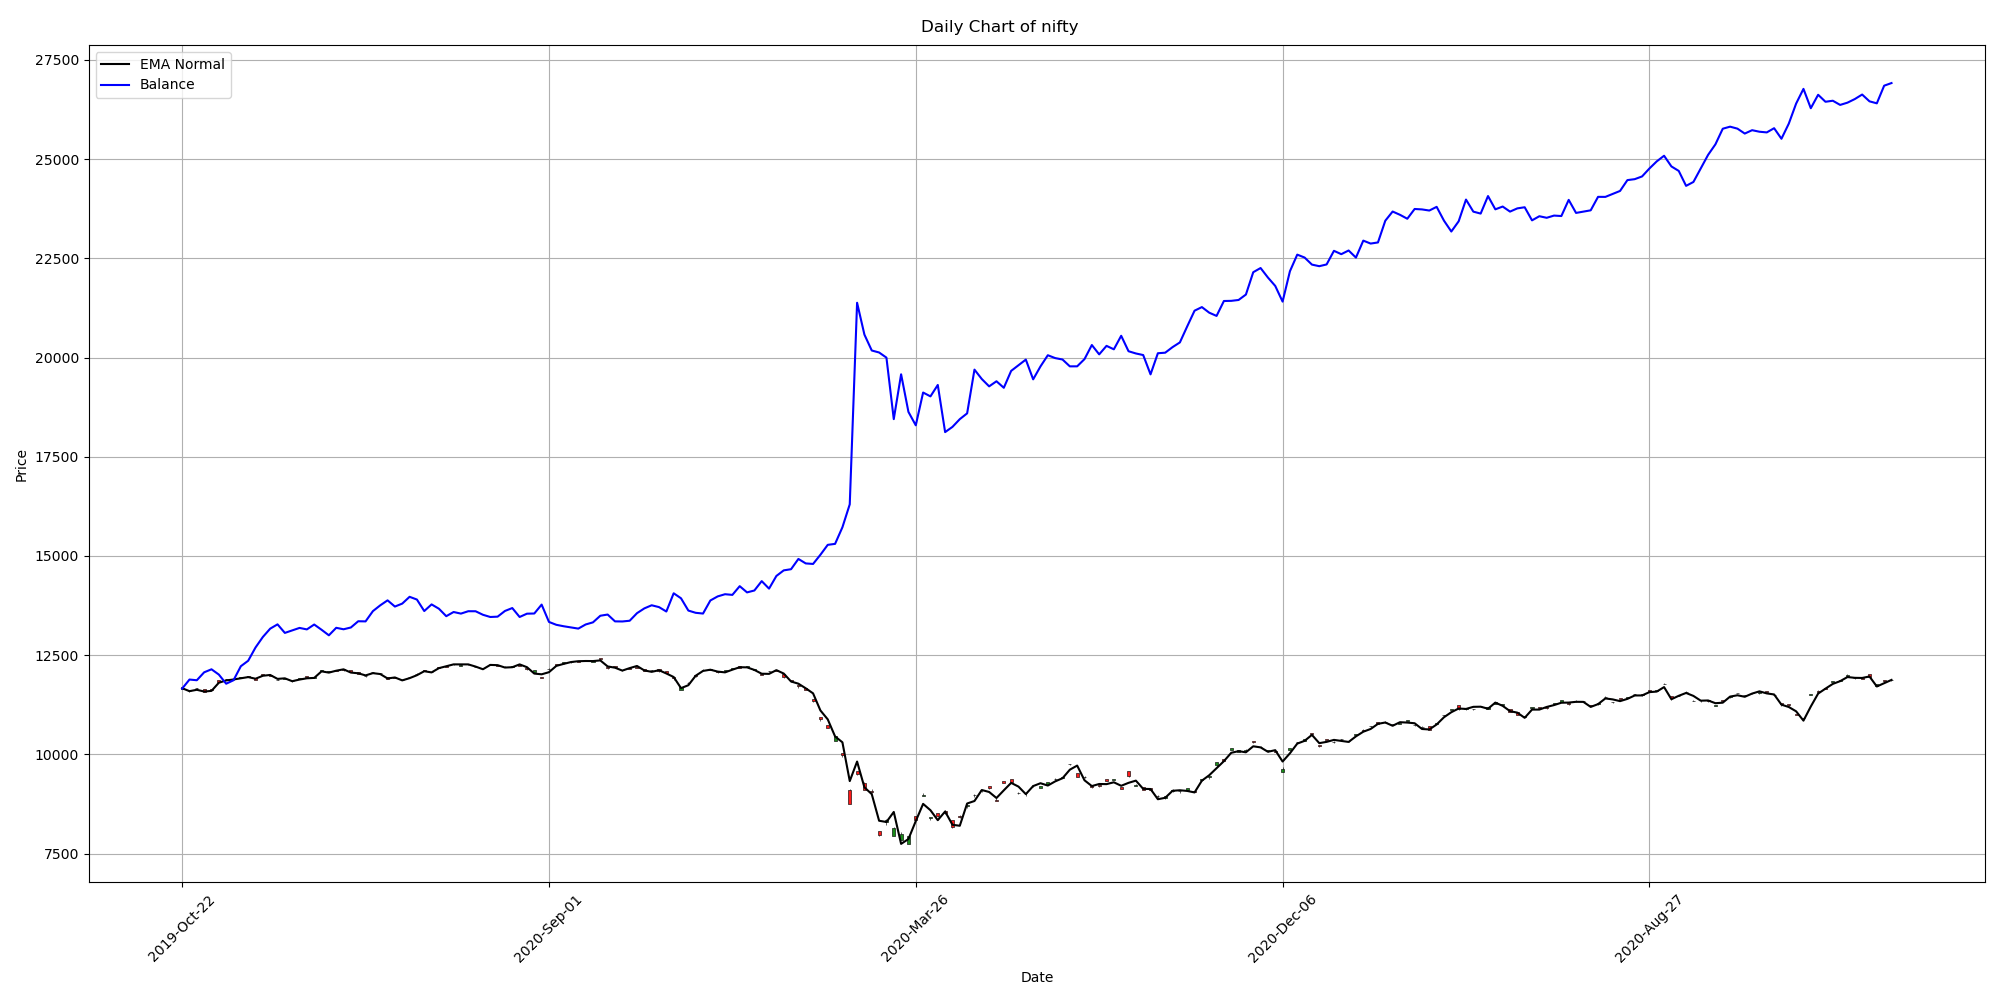 Daily Chart of nifty
EMA Normal
Balance
27500
25000
22500
20000
17500
15000
12500
10000
7500
Price
2019-Oct-22
2020-Sep-01
2020-Mar-26
2020-Dec-06
2020-Aug-27
Date